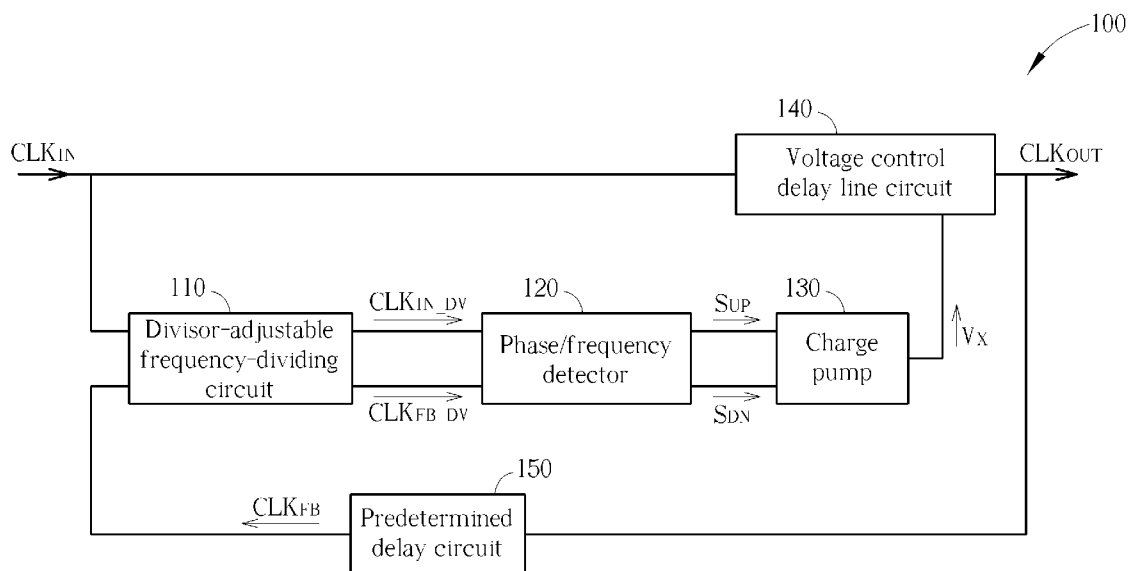 100
140
CLKIN
Voltage control
delay line circuit
CLKOUT
110
CLKIN_DV
120
SUP
130
Divisor-adjustable
frequency-dividing
circuit
Phase/frequency
detector
Charge
pump
VX
CLKFB_DV
SDN
150
CLKFB
Predetermined
delay circuit